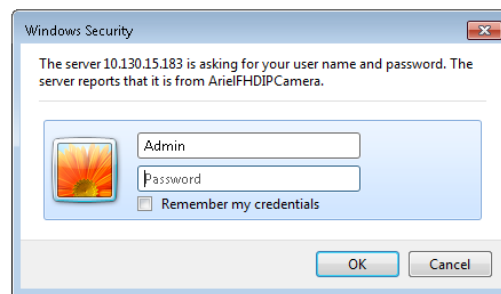 Windows Security
The server 10.130.15.183 is asking for your user name and password. The
server reports that it is from ArielFHDIPCamera.
Admin
Password
Remember my credentials
OK
Cancel